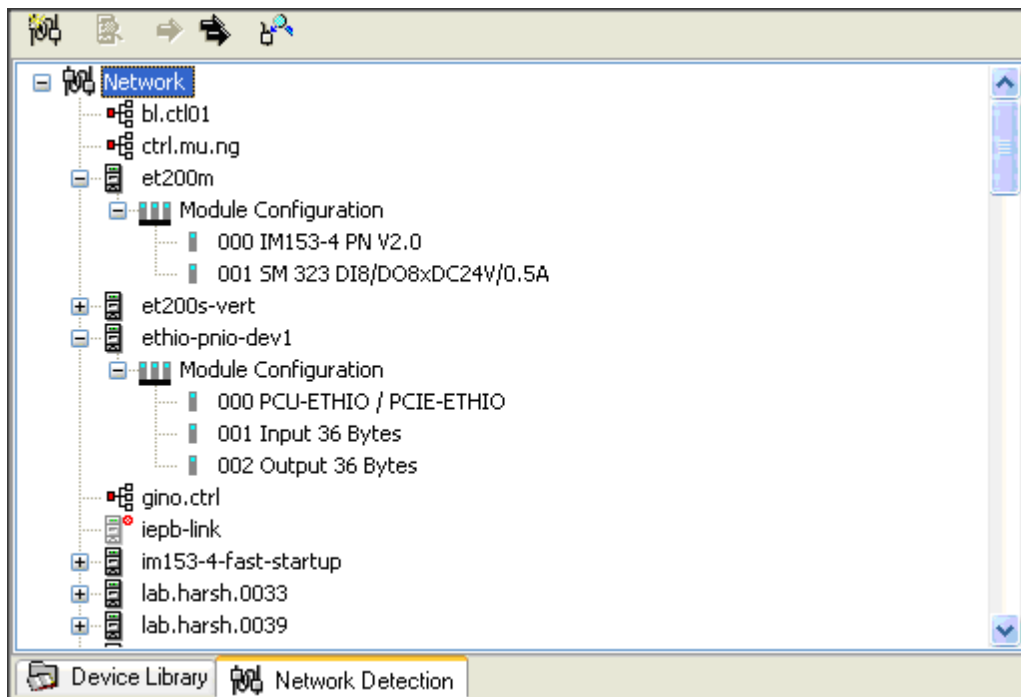 Network
bl.ctl01
ctrl.mu.ng
et200m
Module Configuration
000 IM153-4 PN V2.0
001 SM 323 DI8/DO8xDC24V/0.5A
et200s-vert
ethio-pnio-dev1
Module Configuration
000 PCU-ETHIO / PCIE-ETHIO
001 Input 36 Bytes
002 Output 36 Bytes
gino.ctrl
iepb-link
im153-4-fast-startup
lab.harsh.0033
lab.harsh.0039
Device Library Network Detection